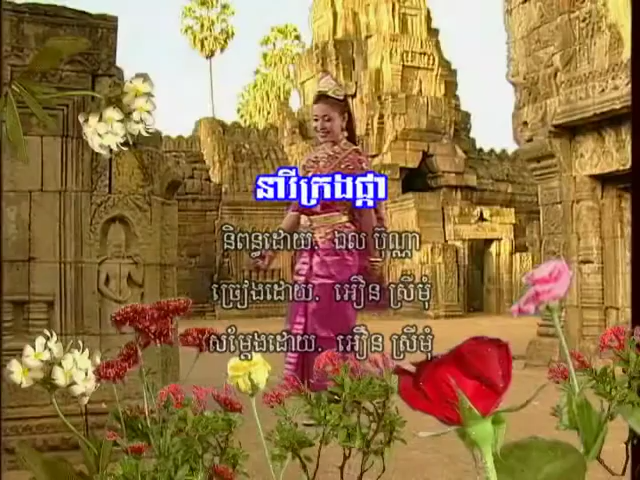 នារីក្រងផ្កា
និពន្ធដោយ. ឯល ប៊ុណ្ណា
ច្រៀងដោយ. អឿន ស្រីមុំ
សម្ដែងដោយ. អឿន ស្រីមុំ